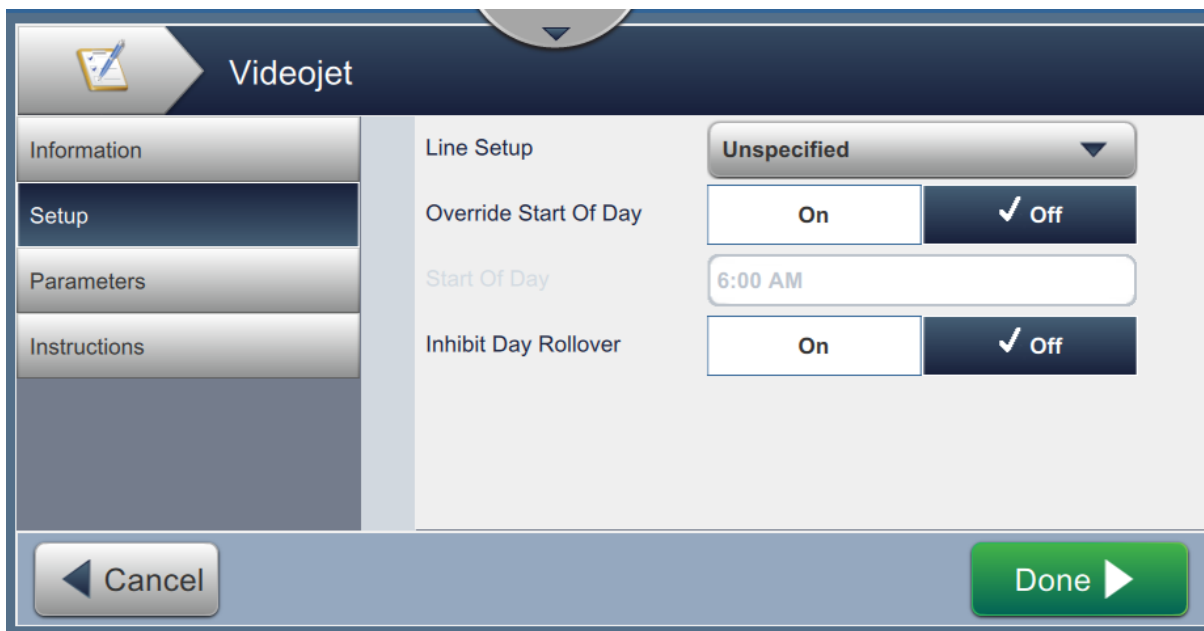 Videojet
Information
Setup
Parameters
Instructions
Line Setup
Unspecified
Override Start Of Day
On
Off
Start Of Day
6:00 AM
Inhibit Day Rollover
On
Off
Cancel
Done